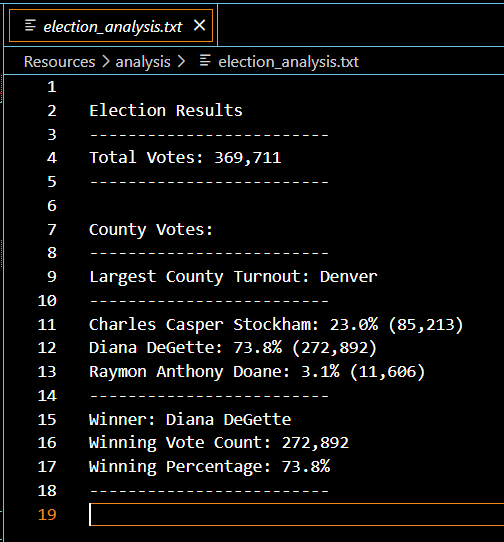 election_analysis.txt
Resources > analysis > election_analysis.txt
1
2 Election Results
3 -------------------------
4 Total Votes: 369,711
5 -------------------------
6
7 County Votes:
8 -------------------------
9 Largest County Turnout: Denver
10 -------------------------
11 Charles Casper Stockham: 23.0% (85,213)
12 Diana DeGette: 73.8% (272,892)
13 Raymon Anthony Doane: 3.1% (11,606)
14 -------------------------
15 Winner: Diana DeGette
16 Winning Vote Count: 272,892
17 Winning Percentage: 73.8%
18 -------------------------
19